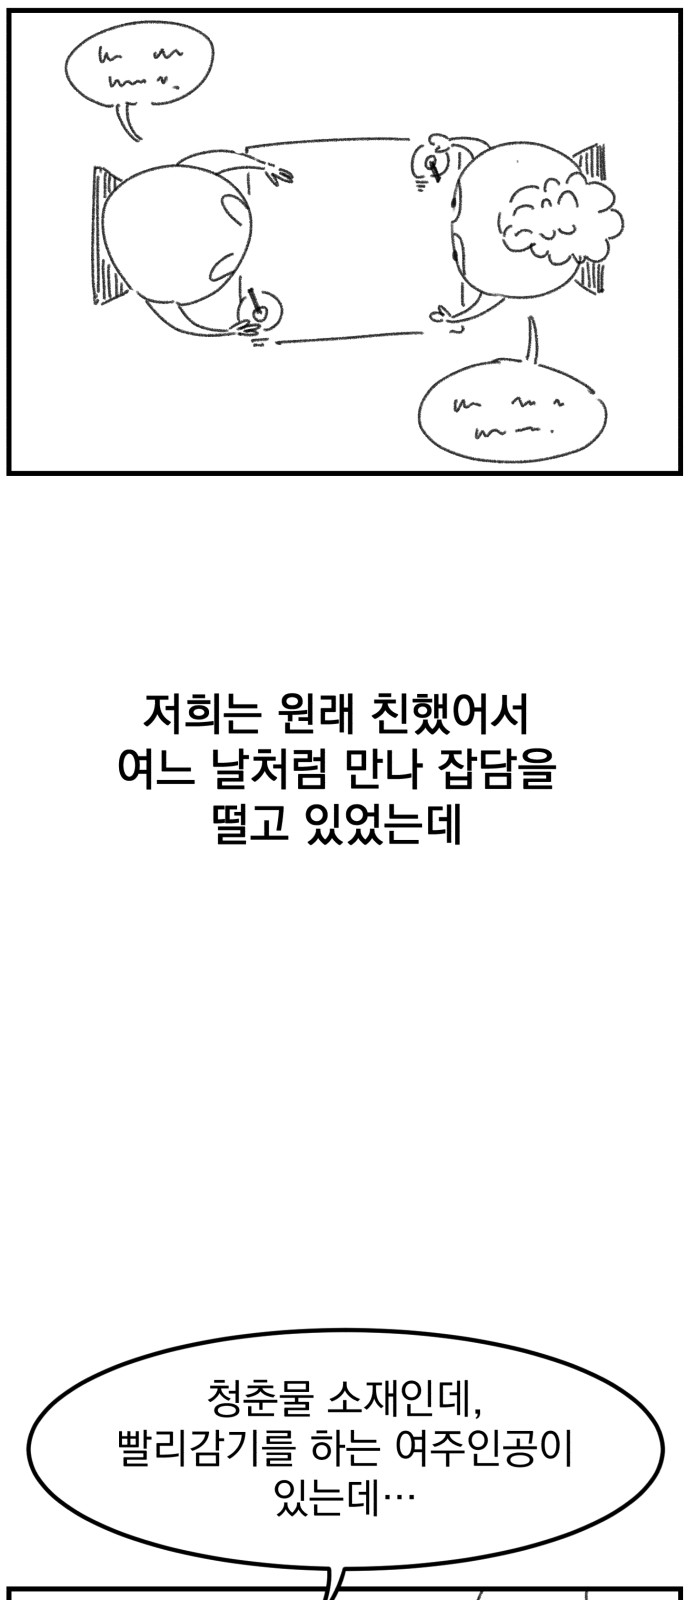 저희는 원래 친했어서
여느 날처럼 만나 잡담을
떨고 있었는데
청춘물 소재인데,
빨리감기를 하는 여주인공이
있는데…